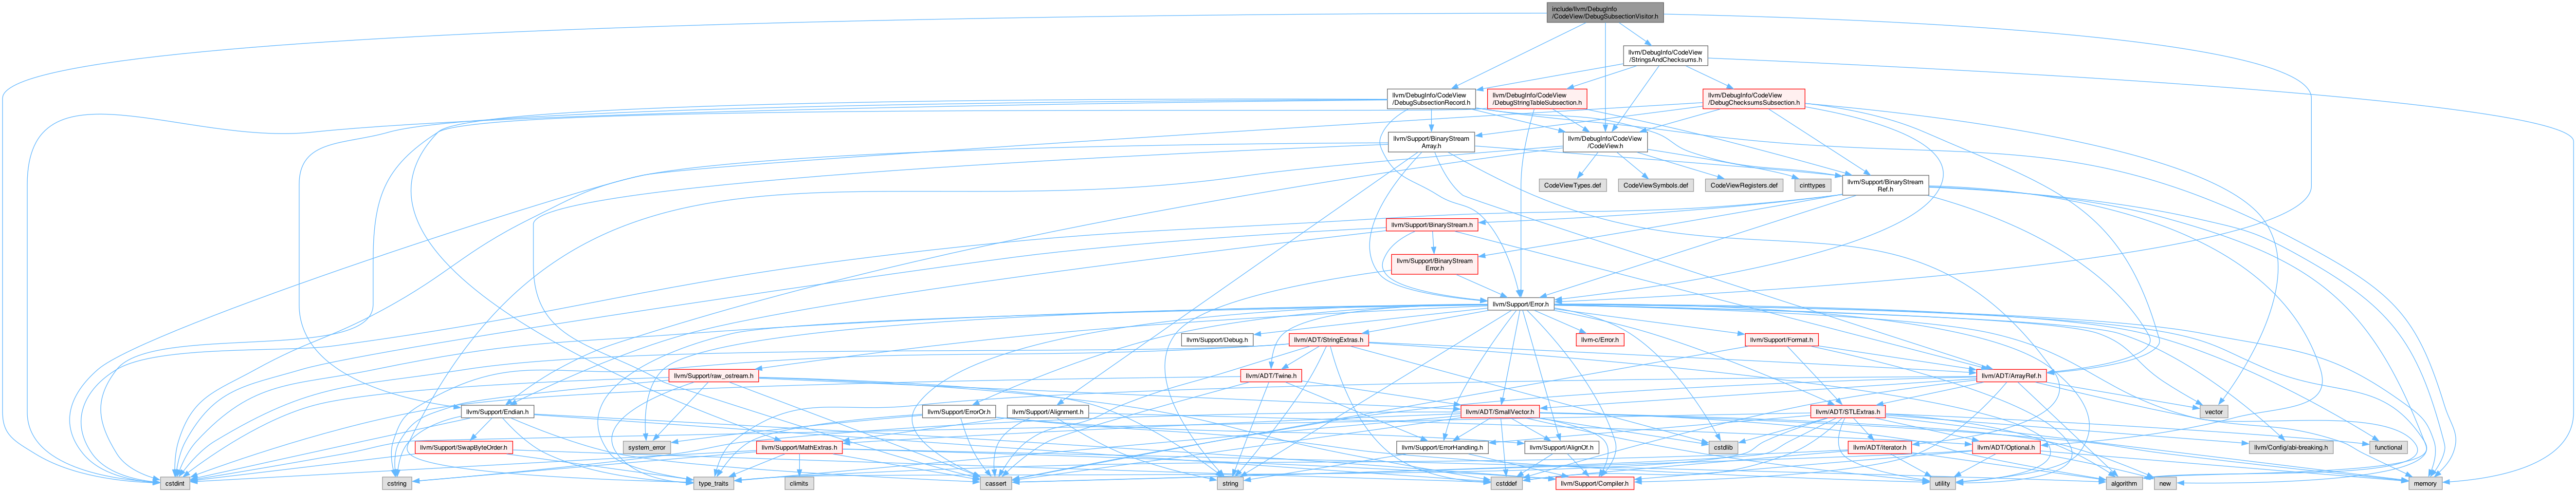 include/llvm/DebugInfo
/CodeView/DebugSubsectionVisitor.h
llvm/DebugInfo/CodeView
/StringsAndChecksums.h
llvm/DebugInfo/CodeView
/DebugSubsectionRecord.h
llvm/DebugInfo/CodeView
/DebugStringTableSubsection.h
llvm/DebugInfo/CodeView
/DebugChecksumsSubsection.h
llvm/Support/BinaryStream
Array.h
llvm/DebugInfo/CodeView
/CodeView.h
CodeViewTypes.def
CodeViewSymbols.def
CodeViewRegisters.def
cinttypes
llvm/Support/BinaryStream
Ref.h
llvm/Support/BinaryStream.h
llvm/Support/BinaryStream
Error.h
llvm/Support/Error.h
llvm/Support/Debug.h
llvm/ADT/StringExtras.h
llvm-c/Error.h
llvm/Support/Format.h
llvm/Support/raw_ostream.h
llvm/ADT/Twine.h
llvm/ADT/ArrayRef.h
llvm/Support/Endian.h
llvm/Support/ErrorOr.h
llvm/Support/Alignment.h
llvm/ADT/SmallVector.h
llvm/ADT/STLExtras.h
vector
llvm/Support/SwapByteOrder.h
system_error
llvm/Support/MathExtras.h
llvm/Support/ErrorHandling.h
llvm/Support/AlignOf.h
cstdlib
llvm/ADT/iterator.h
llvm/ADT/Optional.h
llvm/Config/abi-breaking.h
functional
cstdint
cstring
type_traits
climits
cassert
string
cstddef
llvm/Support/Compiler.h
utility
algorithm
new
memory